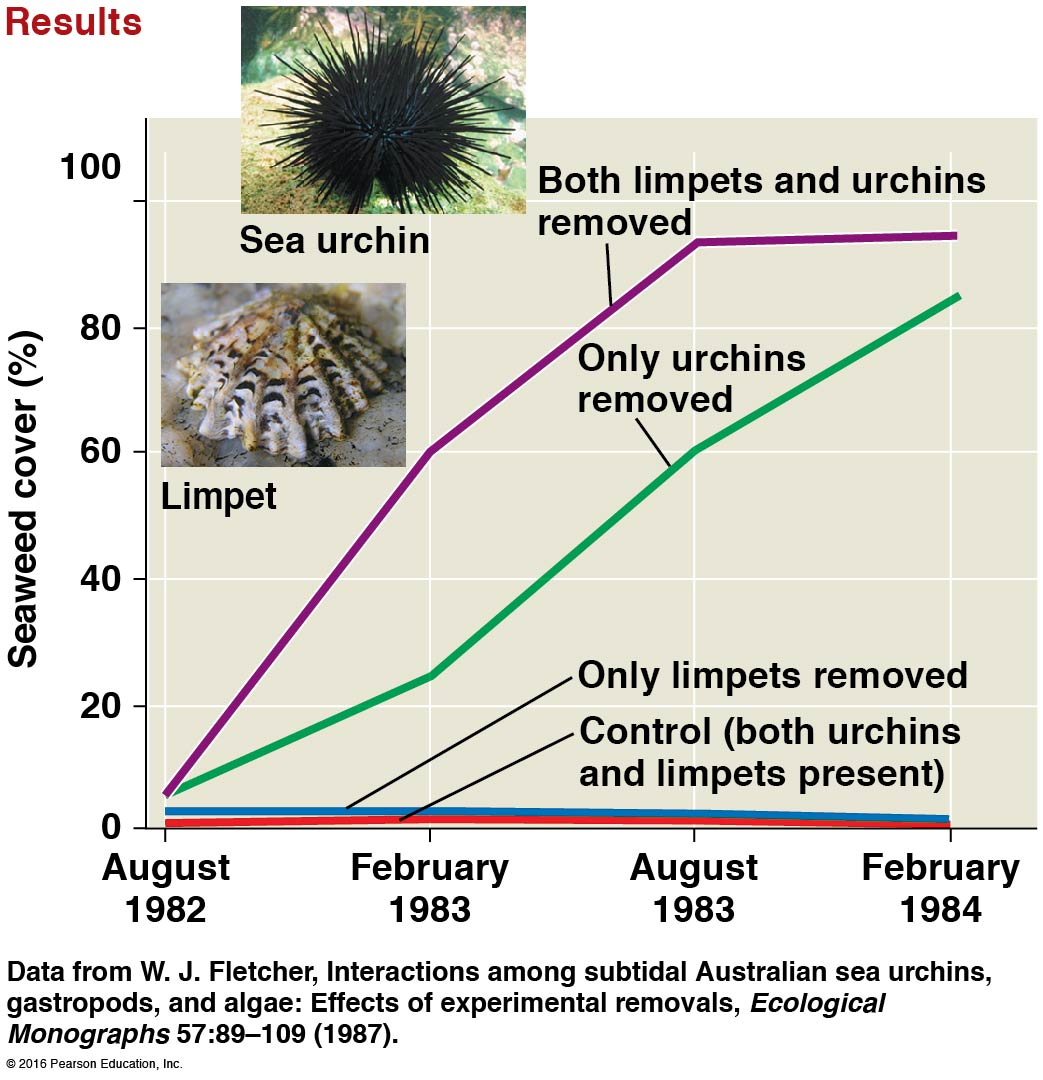 Results
Sea urchin
Limpet
Both limpets and urchins
removed
Only urchins
removed
Only limpets removed
Control (both urchins
and limpets present)
Seaweed cover (%)
100
80
60
40
20
0
August
1982
February
1983
August
1983
February
1984
Data from W. J. Fletcher, Interactions among subtidal Australian sea urchins,
gastropods, and algae: Effects of experimental removals, Ecological
Monographs 57:89–109 (1987).
© 2016 Pearson Education, Inc.